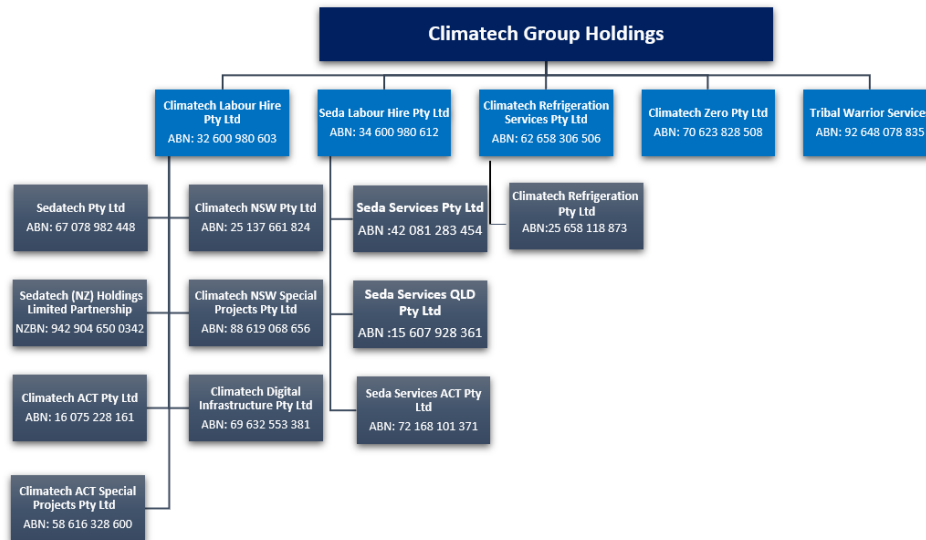 Climatech Group Holdings
Climatech Labour Hire
Pty Ltd
ABN: 32 600 980 603
Seda Labour Hire Pty Ltd
ABN: 34 600 980 612
Climatech Refrigeration
Services Pty Ltd
ABN: 62 658 306 506
Climatech Zero Pty Ltd
ABN: 70 623 828 508
Tribal Warrior Services
ABN: 92 648 078 835
Sedatech Pty Ltd
ABN: 67 078 982 448
Climatech NSW Pty Ltd
ABN: 25 137 661 824
Seda Services Pty Ltd
ABN :42 081 283 454
Climatech Refrigeration
Pty Ltd
ABN:25 658 118 873
Sedatech (NZ) Holdings
Limited Partnership
NZBN: 942 904 650 0342
Climatech NSW Special
Projects Pty Ltd
ABN: 88 619 068 656
Seda Services QLD
Pty Ltd
ABN :15 607 928 361
Climatech ACT Pty Ltd
ABN: 16 075 228 161
Climatech Digital
Infrastructure Pty Ltd
ABN: 69 632 553 381
Seda Services ACT Pty
Ltd
ABN: 72 168 101 371
Climatech ACT Special
Projects Pty Ltd
ABN: 58 616 328 600